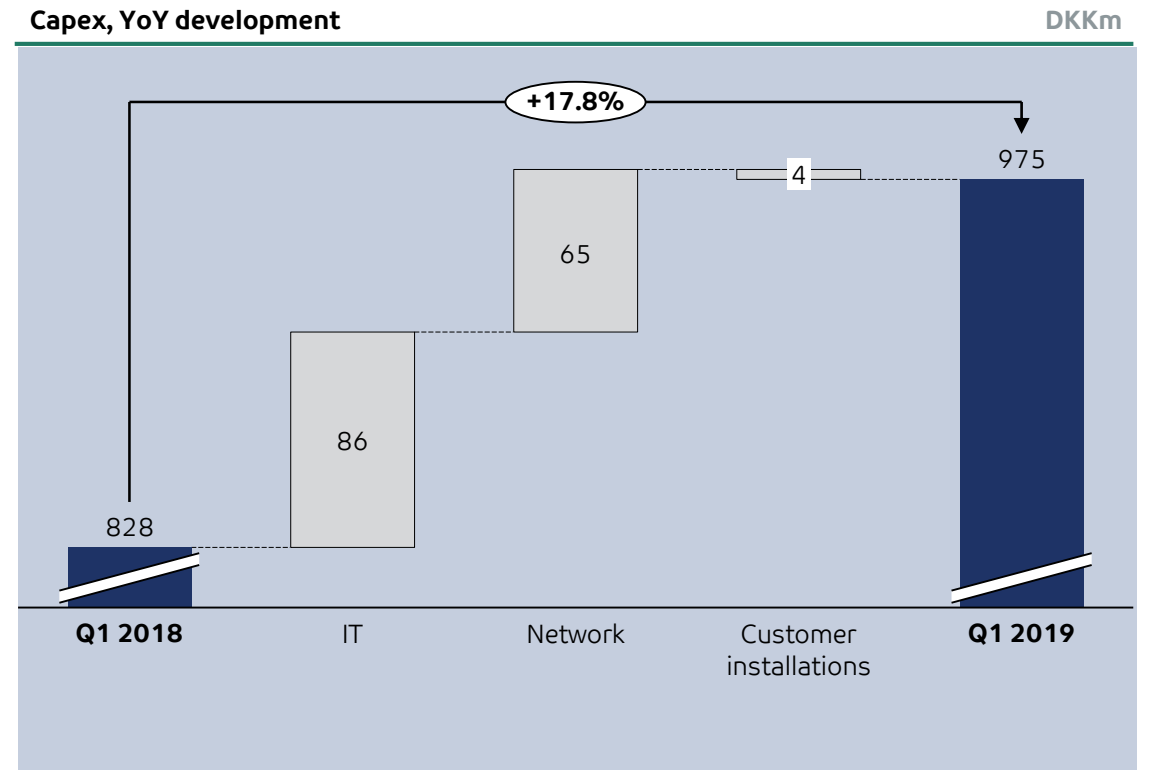 Capex, YoY development DKKm
+17.8%
975
4
65
86
828
Q1 2018 IT Network Customer Q1 2019
installations